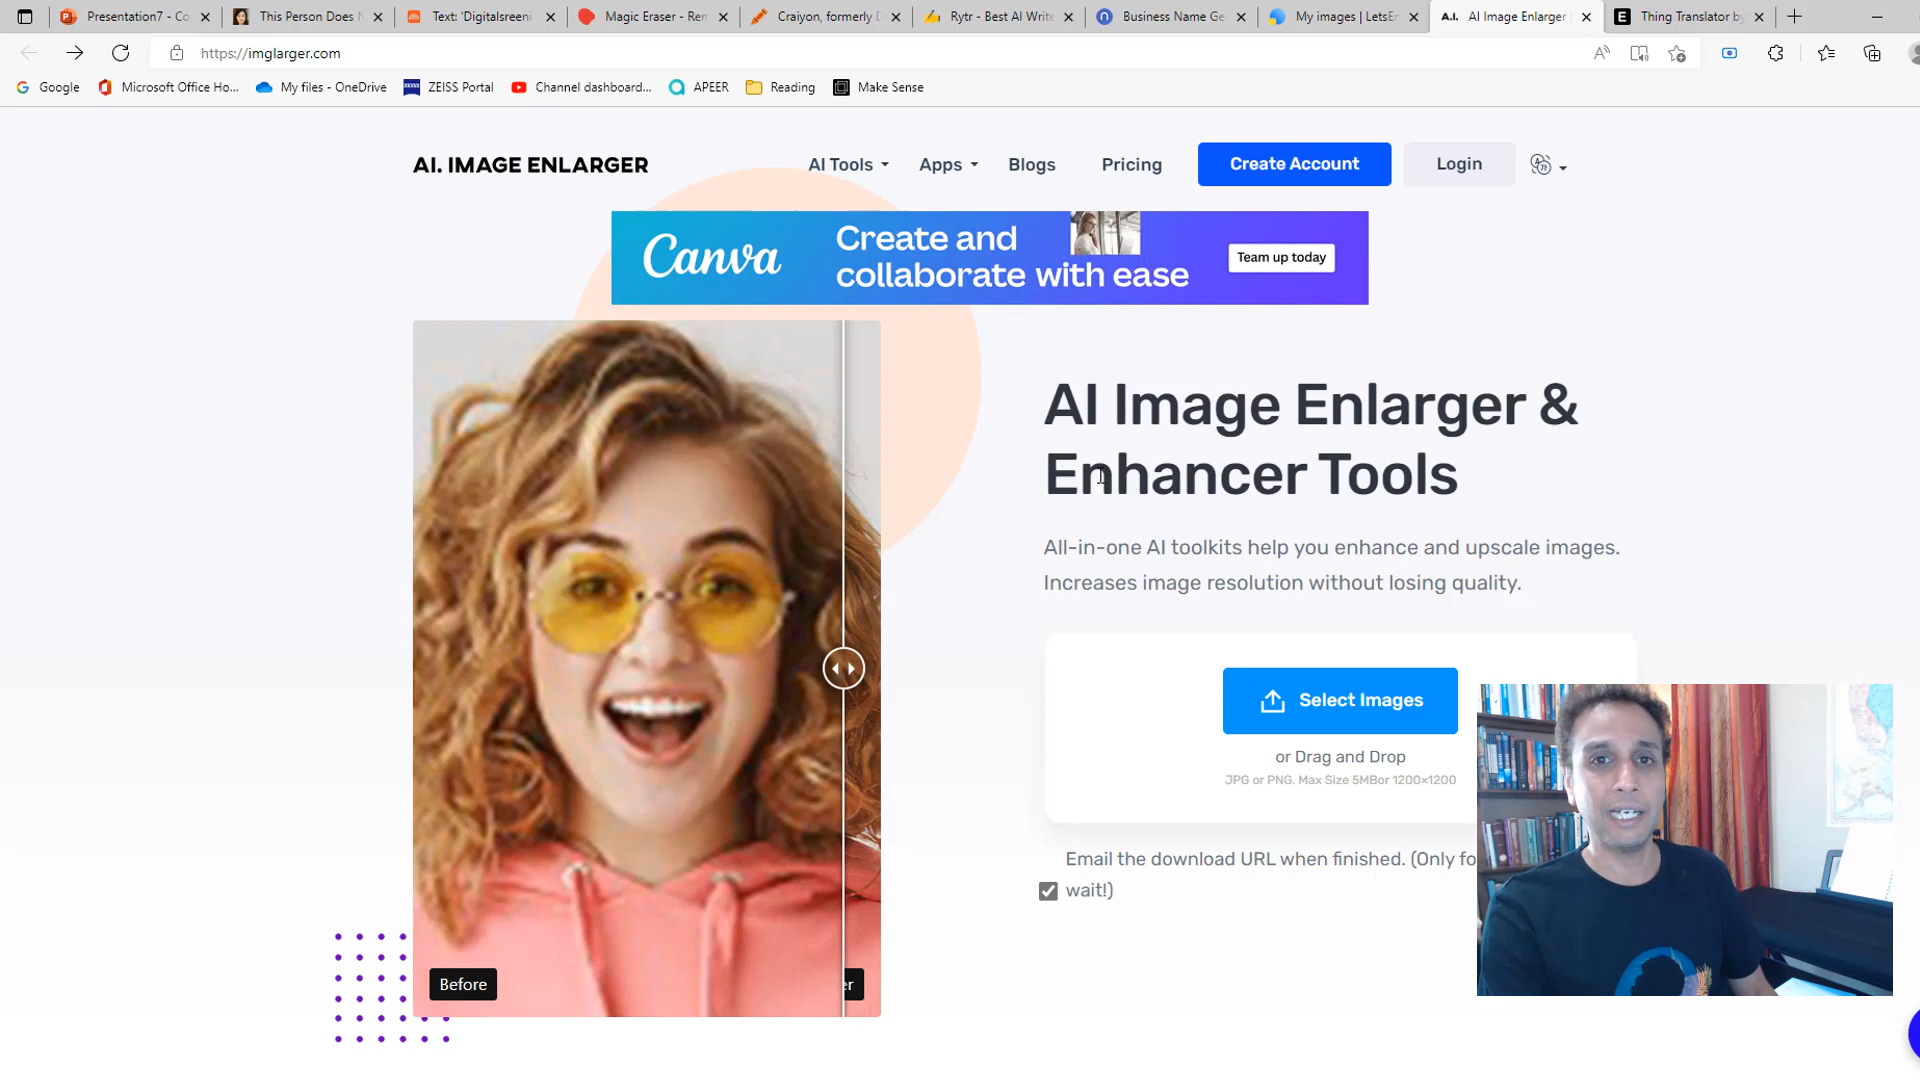 Presentation7 - Co
This Person Does N
Text: 'Digitalsreeni
Magic Eraser - Rem
Craiyon, formerly D
Rytr - Best AI Write
Business Name Ge
My images | LetsEn
A.I. AI Image Enlarger
Thing Translator by
https://imglarger.com
Google
Microsoft Office Ho...
My files - OneDrive
ZEISS Portal
Channel dashboard...
APEER
Reading
Make Sense
AI. IMAGE ENLARGER
AI Tools
Apps
Blogs
Pricing
Create Account
Login
Canva
Create and
collaborate with ease
Team up today
AI Image Enlarger &
Enhancer Tools
All-in-one AI toolkits help you enhance and upscale images.
Increases image resolution without losing quality.
Select Images
or Drag and Drop
JPG or PNG. Max Size 5MBor 1200×1200
Email the download URL when finished. (Only fo
wait!)
Before
er